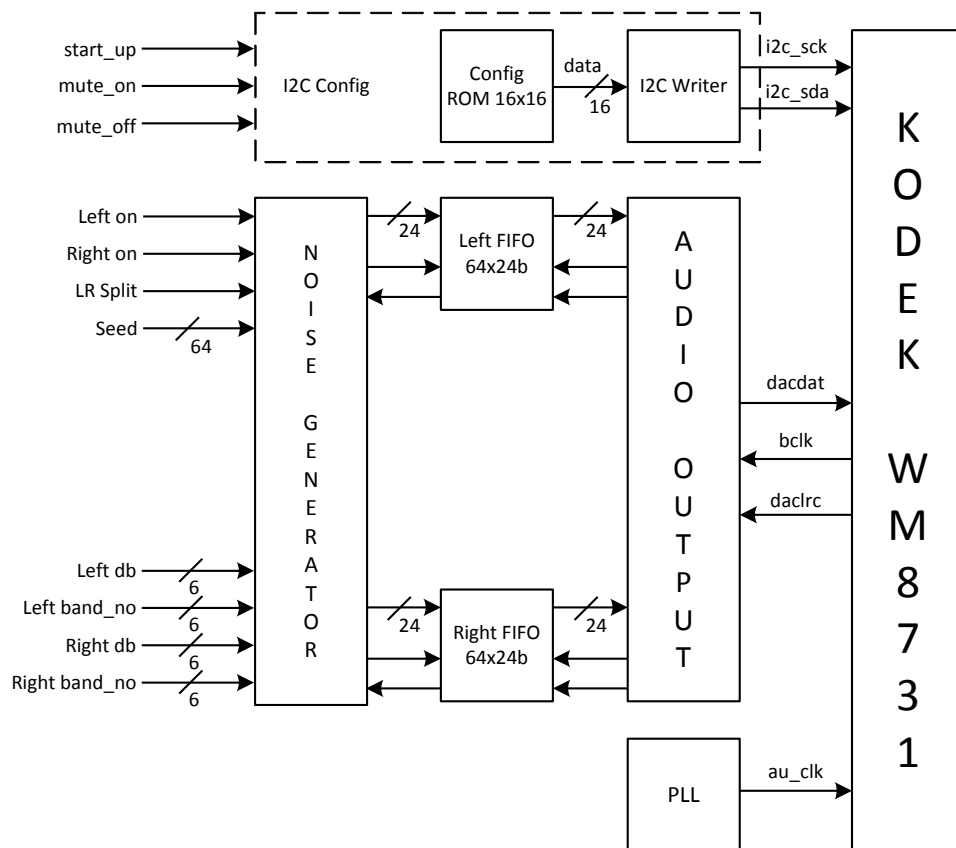 start_up
mute_on
mute_off
I2C Config
Config
ROM 16x16
data
16
I2C Writer
i2c_sck
i2c_sda
KODEK WM8731
Left on
Right on
LR Split
Seed
64
NOISE GENERATOR
24
Left FIFO
64x24b
24
AUDIO OUTPUT
dacdat
bclk
daclrc
Left db
6
Left band_no
6
Right db
6
Right band_no
6
24
Right FIFO
64x24b
24
PLL
au_clk